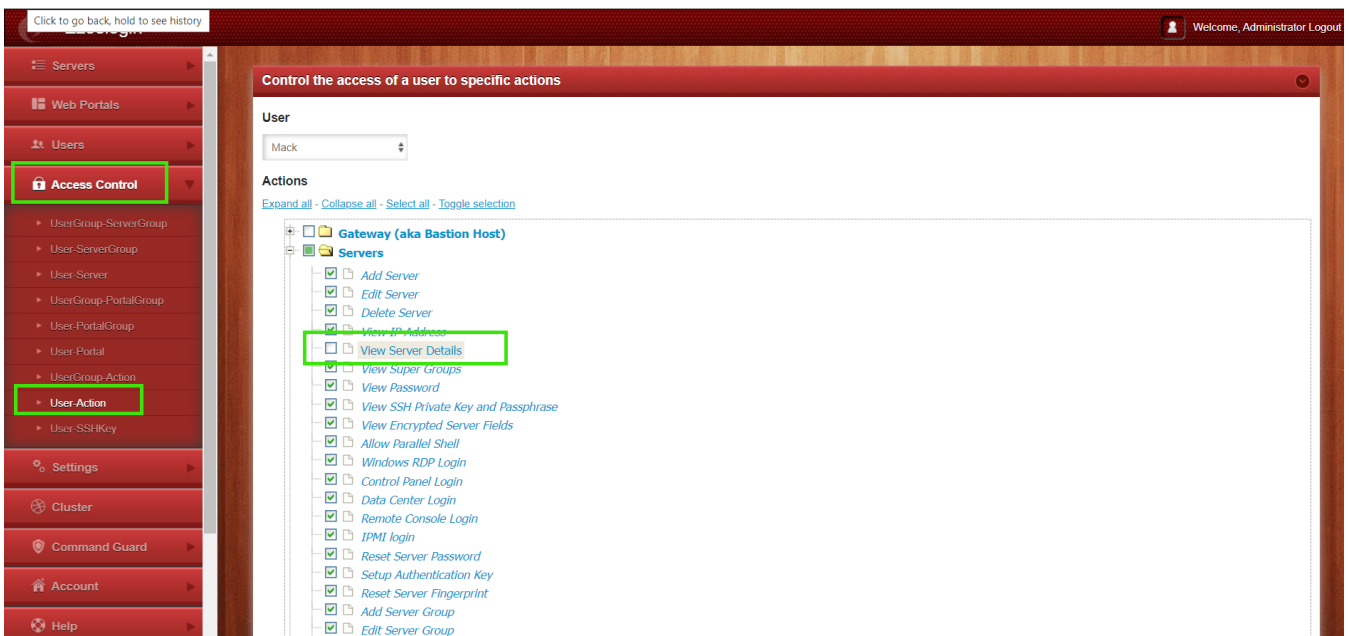 Click to go back, hold to see history
Welcome, Administrator Logout
Servers
Web Portals
Users
Access Control
UserGroup-ServerGroup
User-ServerGroup
User-Server
UserGroup-PortalGroup
User-PortalGroup
User-Portal
UserGroup-Action
User-Action
User-SSHKey
Settings
Cluster
Command Guard
Account
Help
Control the access of a user to specific actions
User
Mack
Actions
Expand all - Collapse all - Select all - Toggle selection
Gateway (aka Bastion Host)
Servers
Add Server
Edit Server
Delete Server
View IP Address
View Server Details
View Super Groups
View Password
View SSH Private Key and Passphrase
View Encrypted Server Fields
Allow Parallel Shell
Windows RDP Login
Control Panel Login
Data Center Login
Remote Console Login
IPMI login
Reset Server Password
Setup Authentication Key
Reset Server Fingerprint
Add Server Group
Edit Server Group